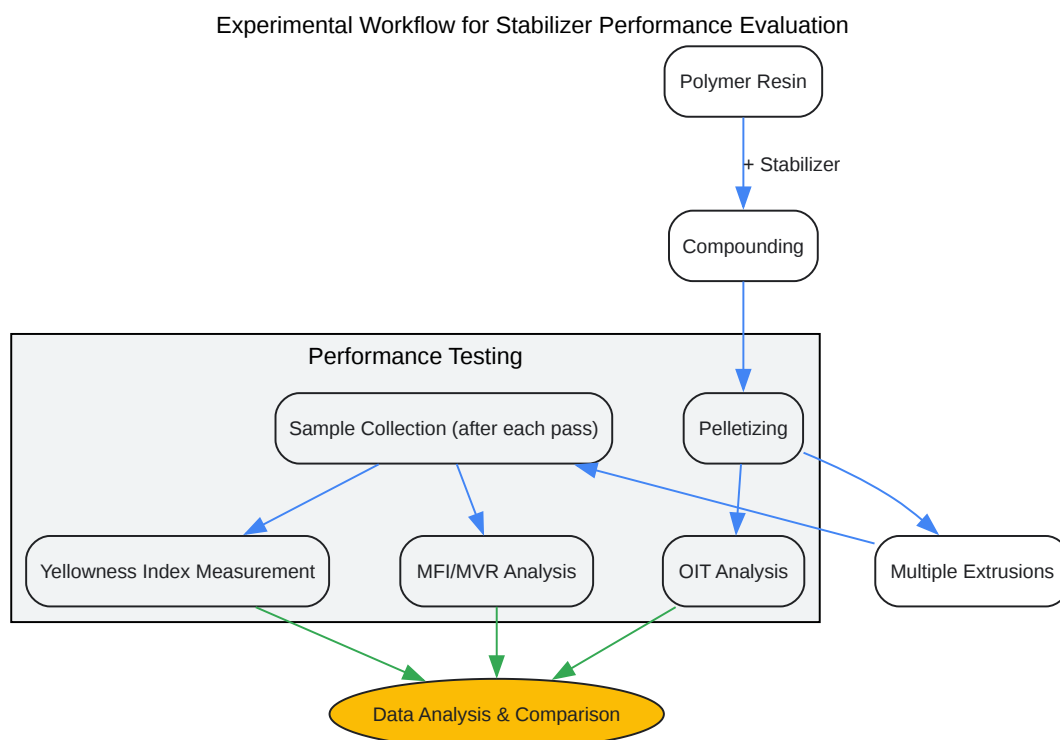 Experimental Workflow for Stabilizer Performance Evaluation
Polymer Resin
+ Stabilizer
Compounding
Performance Testing
Sample Collection (after each pass)
Pelletizing
Yellowness Index Measurement
MFI/MVR Analysis
OIT Analysis
Multiple Extrusions
Data Analysis & Comparison